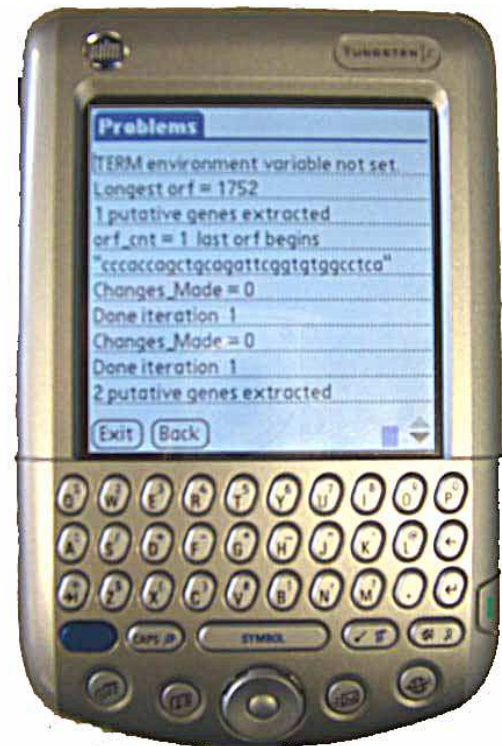 palm
TUNGSTEN C
Problems
TERM environment variable not set.
Longest orf = 1752
1 putative genes extracted
orf_cnt = 1 last orf begins
"cccaccagctgcagattcggtgtggcctca"
Changes_Made = 0
Done iteration 1
Changes_Made = 0
Done iteration 1
2 putative genes extracted
Exit Back
Q W E R T Y U I O P
A S D F G H J K L
Z X C V B N M .
CAPS SYMBOL